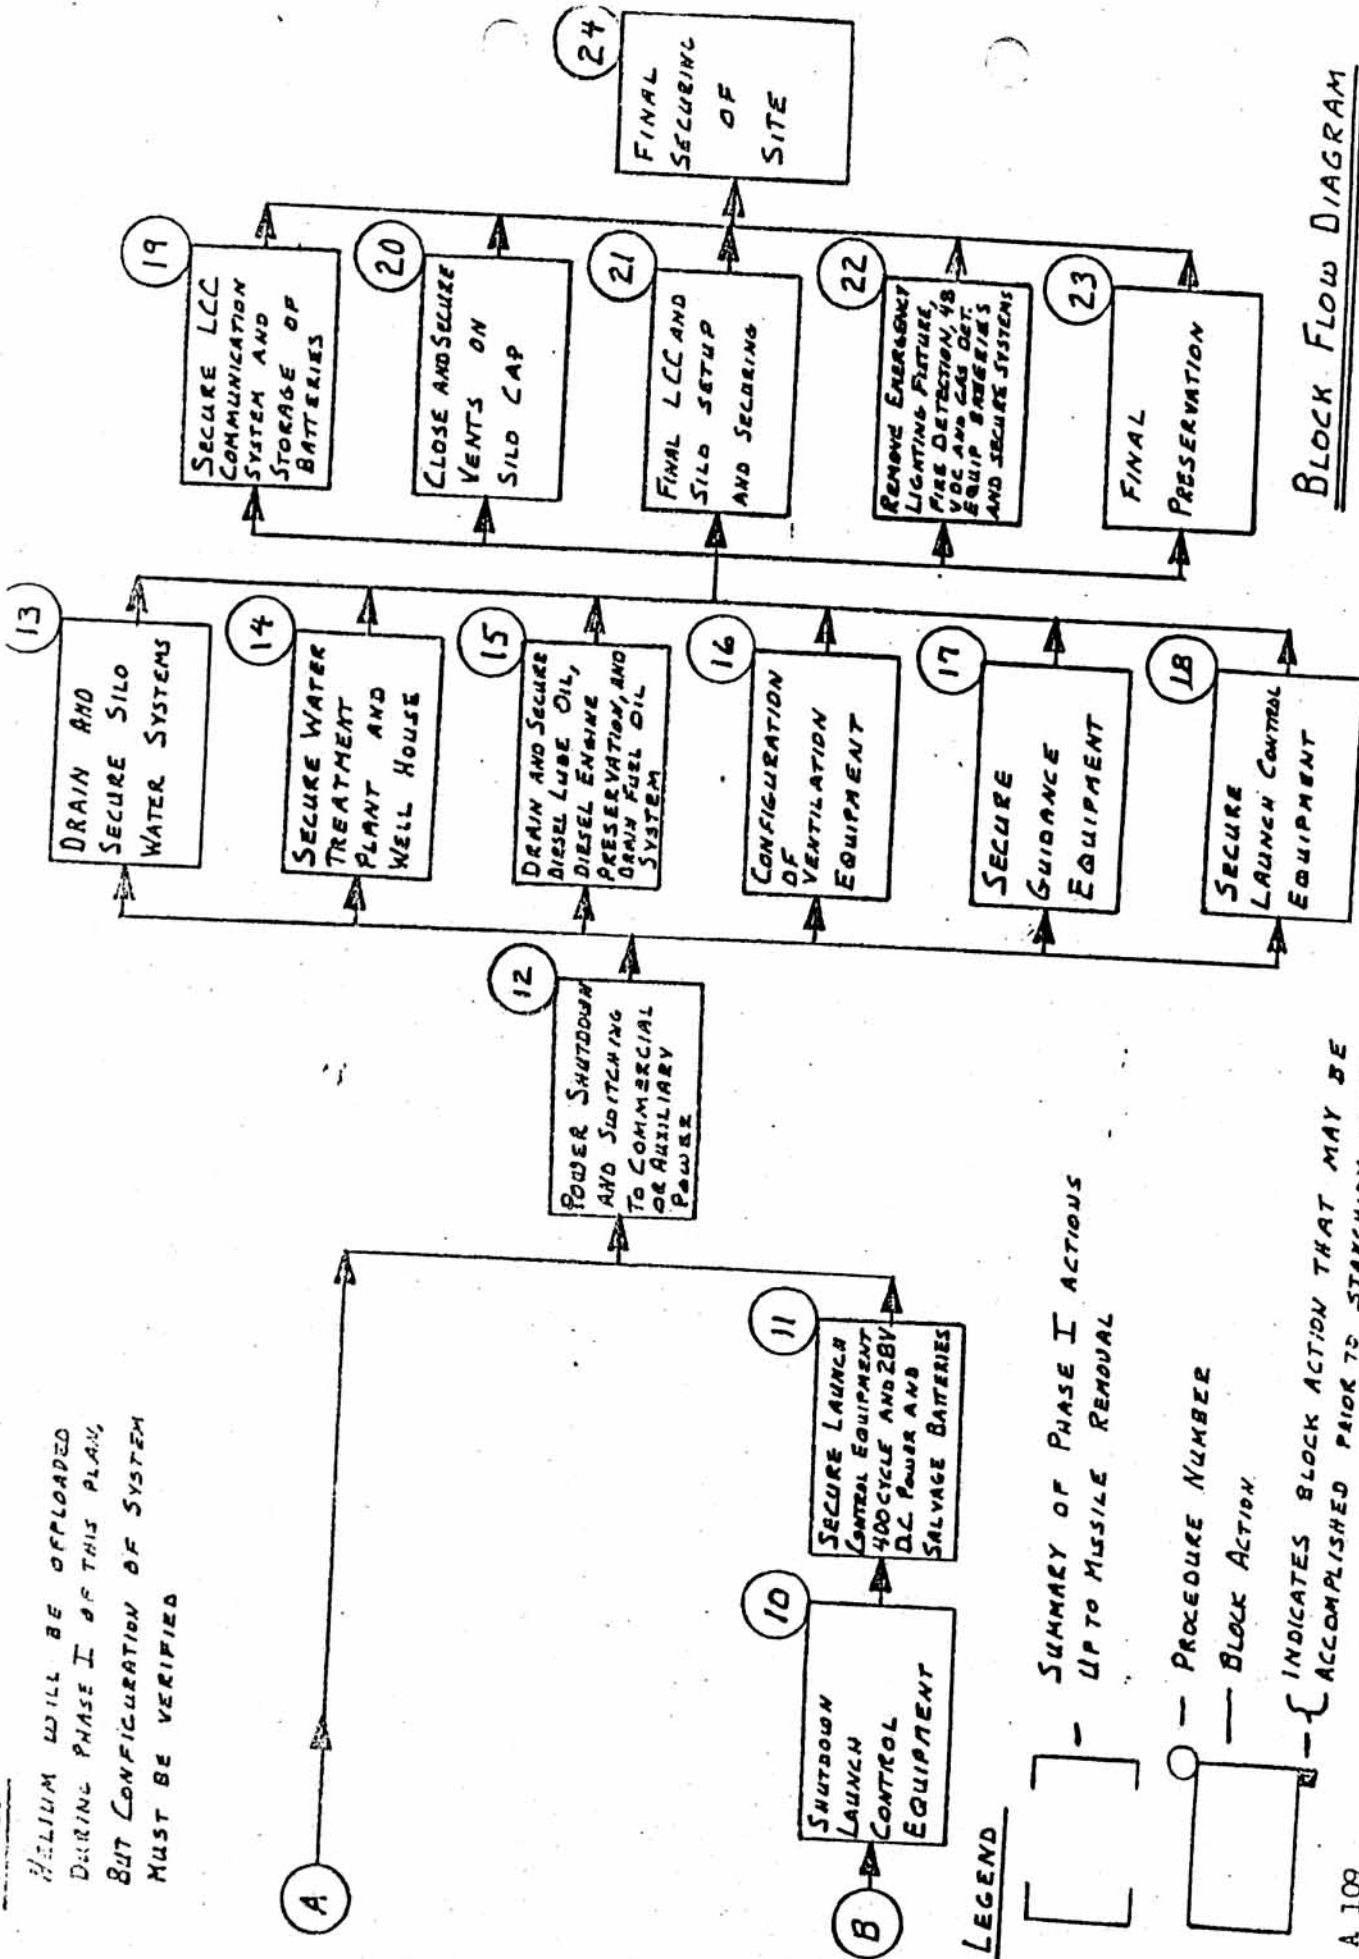 HELIUM WILL BE OFFLOADED
DURING PHASE I OF THIS PLAN,
BUT CONFIGURATION OF SYSTEM
MUST BE VERIFIED
A
B
10
SHUTDOWN
LAUNCH
CONTROL
EQUIPMENT
11
SECURE LAUNCH
CONTROL EQUIPMENT
400 CYCLE AND 28V
D.C. POWER AND
SALVAGE BATTERIES
12
POWER SHUTDOWN
AND SWITCHING
TO COMMERCIAL
OR AUXILIARY
POWER
13
DRAIN AND
SECURE SILO
WATER SYSTEMS
14
SECURE WATER
TREATMENT
PLANT AND
WELL HOUSE
15
DRAIN AND SECURE
DIESEL LUBE OIL,
DIESEL ENGINE
PRESERVATION, AND
DRAIN FUEL OIL
SYSTEM
16
CONFIGURATION
OF
VENTILATION
EQUIPMENT
17
SECURE
GUIDANCE
EQUIPMENT
18
SECURE
LAUNCH CONTROL
EQUIPMENT
19
SECURE LCC
COMMUNICATION
SYSTEM AND
STORAGE OF
BATTERIES
20
CLOSE AND SECURE
VENTS ON
SILO CAP
21
FINAL LCC AND
SILO SETUP
AND SECURING
22
REMOVE EMERGENCY
LIGHTING FIXTURE,
FIRE DETECTION, 48
VDC AND GAS DET.
EQUIP BATTERIES
AND SECURE SYSTEMS
23
FINAL
PRESERVATION
24
FINAL
SECURING
OF
SITE
LEGEND
— SUMMARY OF PHASE I ACTIONS
UP TO MISSILE REMOVAL
— PROCEDURE NUMBER
— BLOCK ACTION
— { INDICATES BLOCK ACTION THAT MAY BE
ACCOMPLISHED PRIOR TO
BLOCK FLOW DIAGRAM
A 109